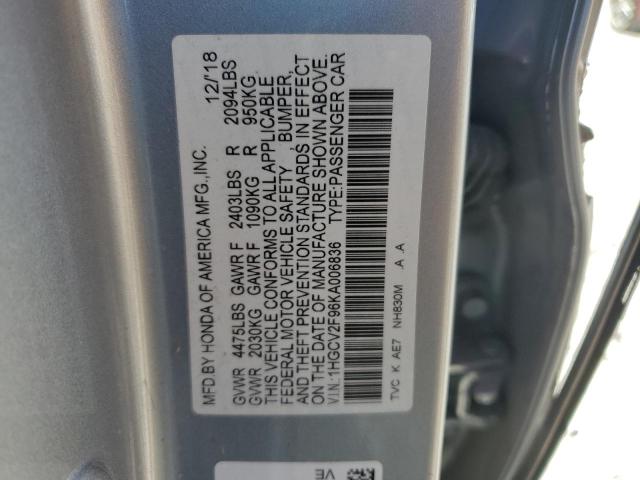 MFD.BY HONDA OF AMERICA MFG.,INC. 12/'18
GVWR 4475LBS GAWR F 2403LBS R 2094LBS
GVWR 2030KG GAWR F 1090KG R 950KG
THIS VEHICLE CONFORMS TO ALL APPLICABLE
FEDERAL MOTOR VEHICLE SAFETY , BUMPER,
AND THEFT PREVENTION STANDARDS IN EFFECT
ON THE DATE OF MANUFACTURE SHOWN ABOVE.
V.I.N.:1HGCV2F96KA006836 TYPE:PASSENGER CAR
TVC K AE7 NH830M .A .A
VE